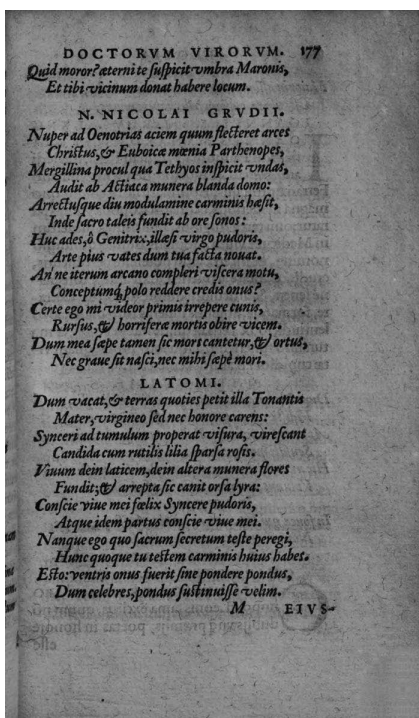 DOCTORVM VIRORVM. 177
Quid moror? æterni te suspicit vmbra Maronis,
Et tibi vicinum donat habere locum.
N. NICOLAI GRVDII.
Nuper ad Oenotrias aciem quum flecteret arces
Christus, & Euboicæ mœnia Parthenopes,
Mergillina procul qua Tethyos inspicit vndas,
Audit ab Actiaca munera blanda domo:
Arrectusque diu modulamine carminis hæsit,
Inde sacro taleis fundit ab ore sonos:
Huc ades, ô Genitrix, illæsi virgo pudoris,
Arte pius vates dum tua facta nouat.
An ne iterum arcano compleri viscera motu,
Conceptumq́; polo reddere credis onus?
Certe ego mi videor primis irrepere cunis,
Rursus, & horriferæ mortis obire vicem.
Dum mea sæpe tamen sic mors cantetur, & ortus,
Nec graue sit nasci, nec mihi sæpè mori.
LATOMI.
Dum vacat, & terras quoties petit illa Tonantis
Mater, virgineo sed nec honore carens:
Synceri ad tumulum properat visura, virescant
Candida cum rutilis lilia sparsa rosis.
Viuum dein laticem, dein altera munera flores
Fundit; & arrepta sic canit orsa lyra:
Conscie viue mei fœlix Syncere pudoris,
Atque idem partus conscie viue mei.
Nanque ego quo sacrum secretum teste peregi,
Hunc quoque tu testem carminis huius habes.
Esto: ventris onus fuerit sine pondere pondus,
Dum celebres, pondus sustinuisse velim.
M EIVS-